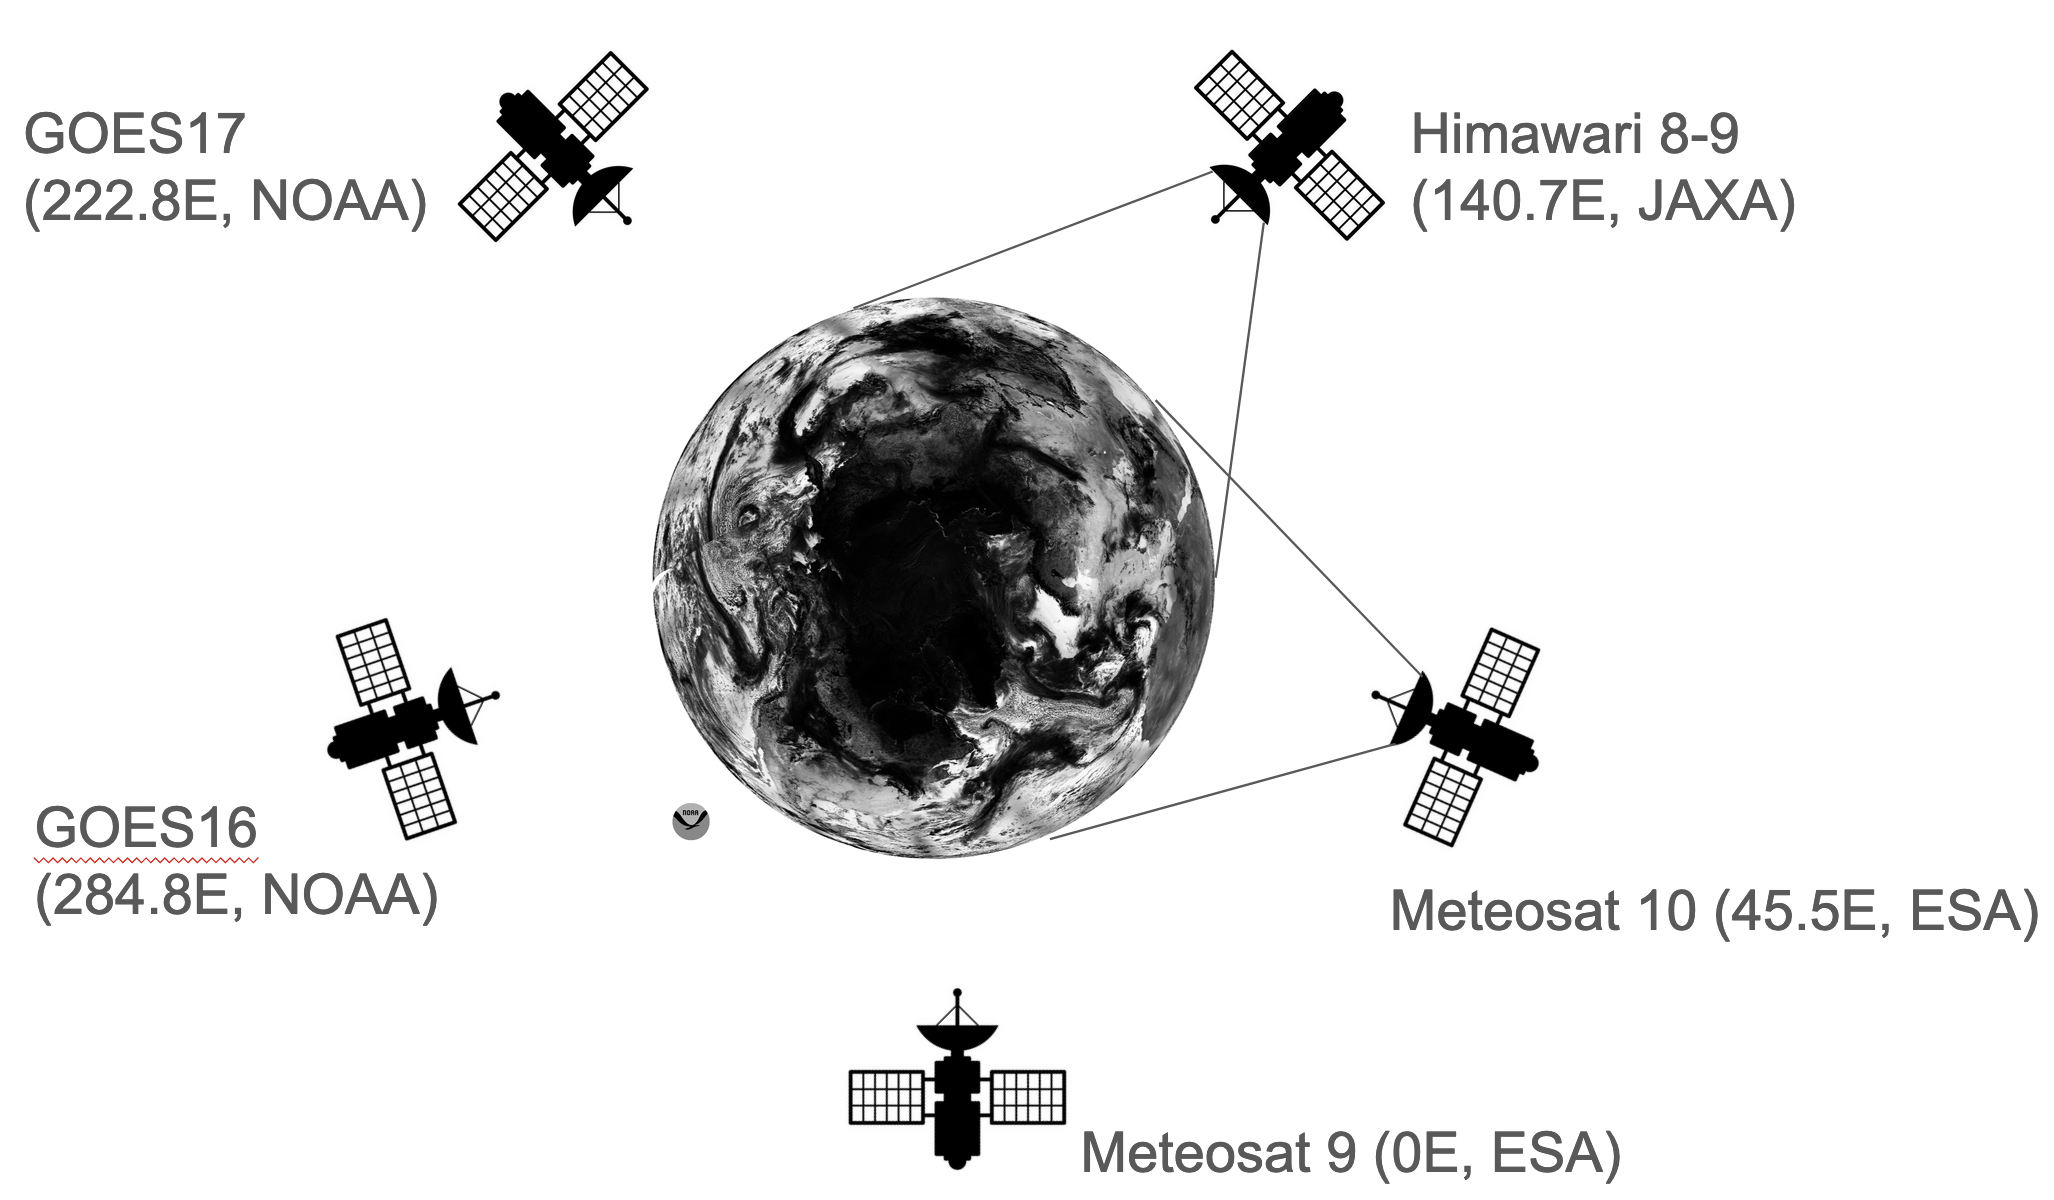 GOES17
(222.8E, NOAA)
Himawari 8-9
(140.7E, JAXA)
NOAA
GOES16
(284.8E, NOAA)
Meteosat 10 (45.5E, ESA)
Meteosat 9 (0E, ESA)